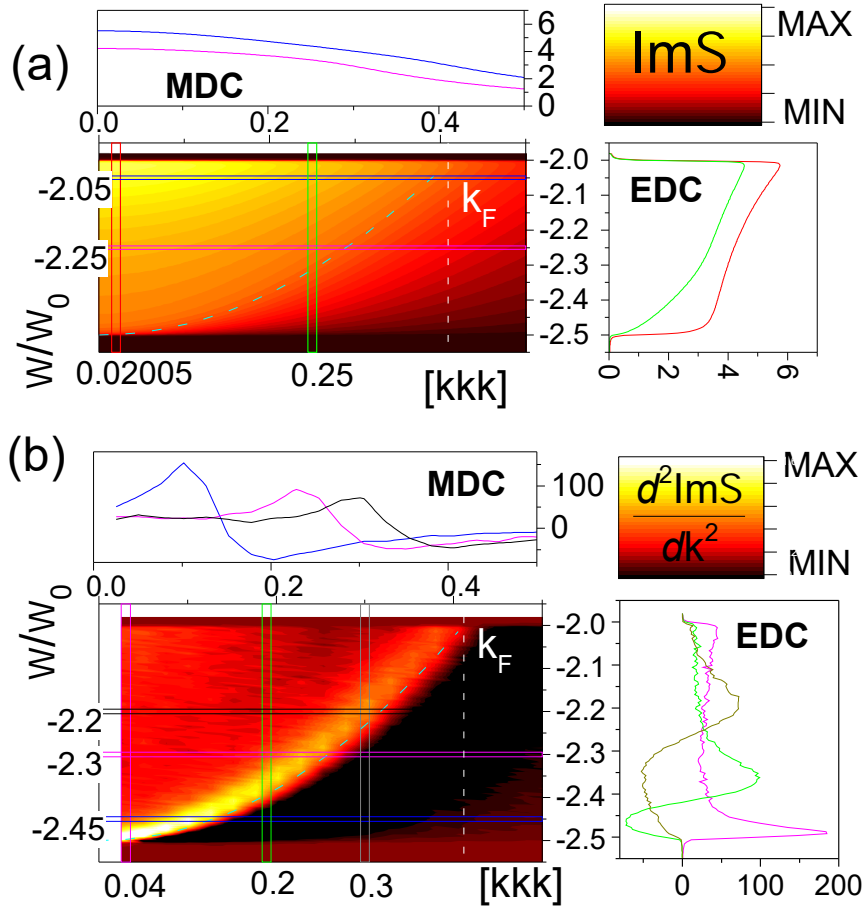 (a)
MDC
6
4
2
0
0.0 0.2 0.4
ImS
MAX
MIN
w/w0
-2.05
-2.25
kF
-2.0
-2.1
-2.2
-2.3
-2.4
-2.5
0.02005 0.25 [kkk]
EDC
0 2 4 6
(b)
MDC
100
0
0.0 0.2 0.4
d²ImS
dk²
MAX
MIN
w/w0
-2.2
-2.3
-2.45
kF
-2.0
-2.1
-2.2
-2.3
-2.4
-2.5
0.04 0.2 0.3 [kkk]
EDC
0 100 200